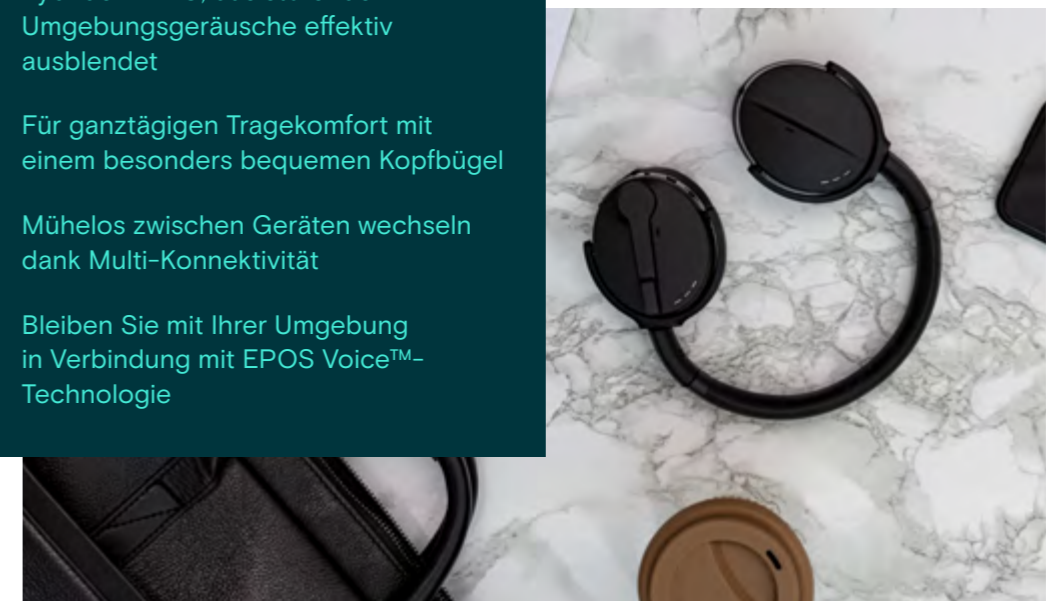 Umgebungsgeräusche effektiv
ausblendet
Für ganztägigen Tragekomfort mit
einem besonders bequemen Kopfbügel
Mühelos zwischen Geräten wechseln
dank Multi-Konnektivität
Bleiben Sie mit Ihrer Umgebung
in Verbindung mit EPOS Voice™-
Technologie